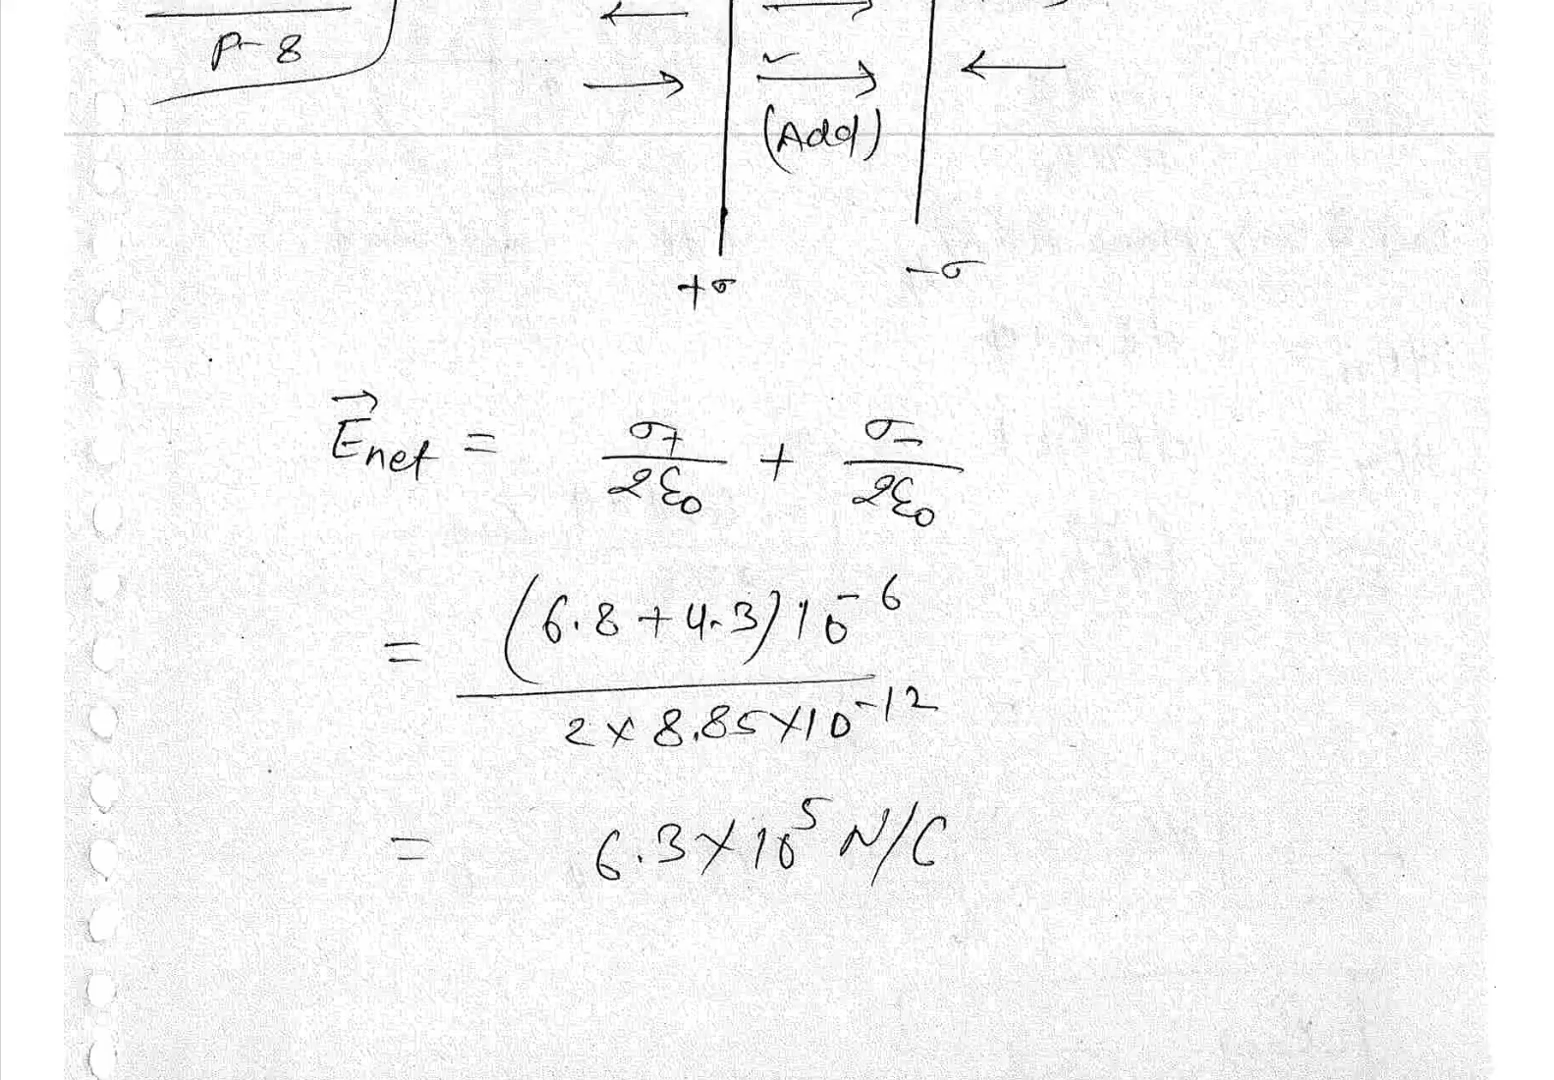 P-8
(Add)
+σ
-σ
E⃗net = σ+/2ε0 + σ-/2ε0
= (6.8+4.3)10^-6 / 2×8.85×10^-12
= 6.3×10^5 N/C